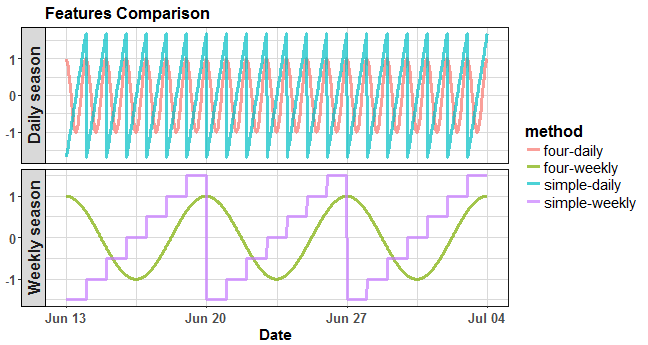 Features Comparison
Daily season
1
0
-1
Weekly season
1
0
-1
Jun 13 Jun 20 Jun 27 Jul 04
Date
method
four-daily
four-weekly
simple-daily
simple-weekly